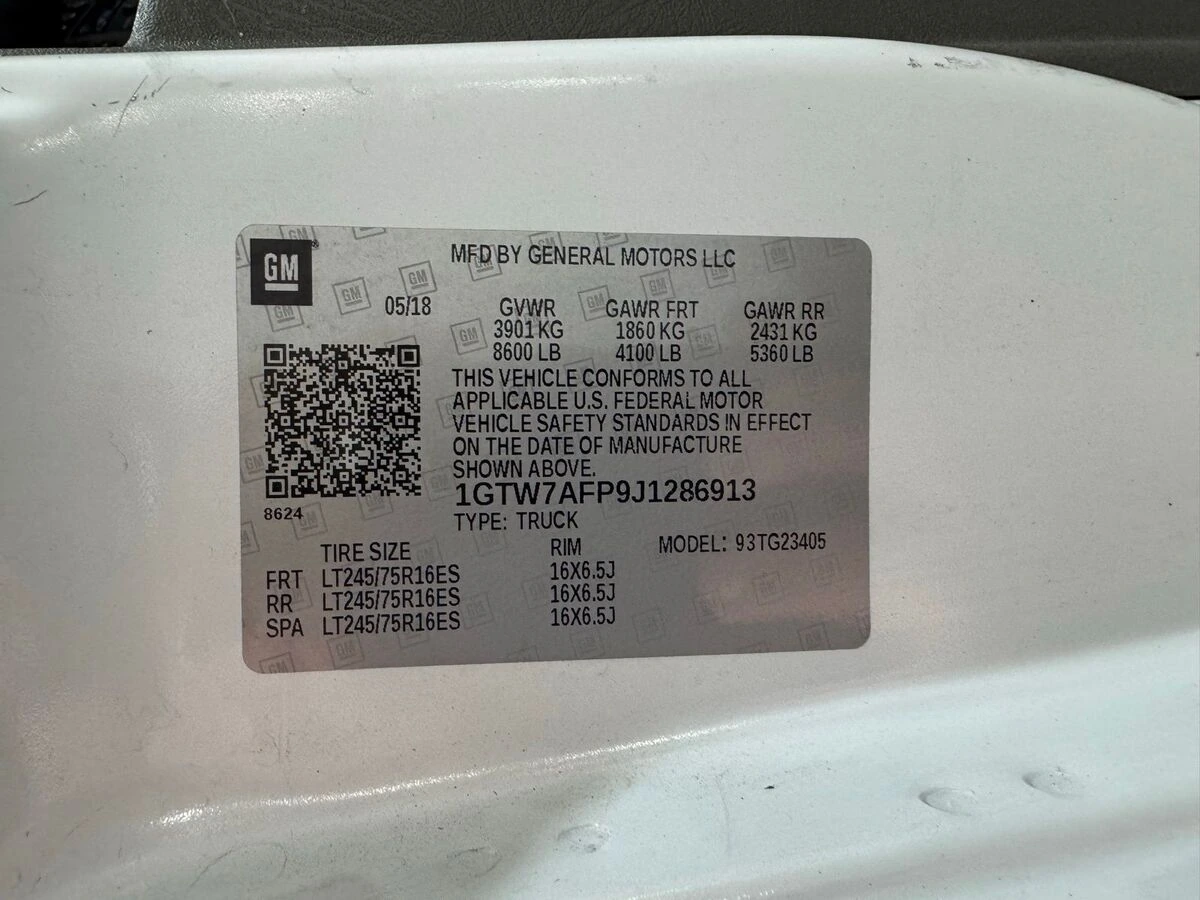 GM
MFD BY GENERAL MOTORS LLC
05/18
GVWR GAWR FRT GAWR RR
3901 KG 1860 KG 2431 KG
8600 LB 4100 LB 5360 LB
THIS VEHICLE CONFORMS TO ALL
APPLICABLE U.S. FEDERAL MOTOR
VEHICLE SAFETY STANDARDS IN EFFECT
ON THE DATE OF MANUFACTURE
SHOWN ABOVE.
1GTW7AFP9J1286913
8624
TYPE: TRUCK
TIRE SIZE RIM MODEL: 93TG23405
FRT LT245/75R16ES 16X6.5J
RR LT245/75R16ES 16X6.5J
SPA LT245/75R16ES 16X6.5J